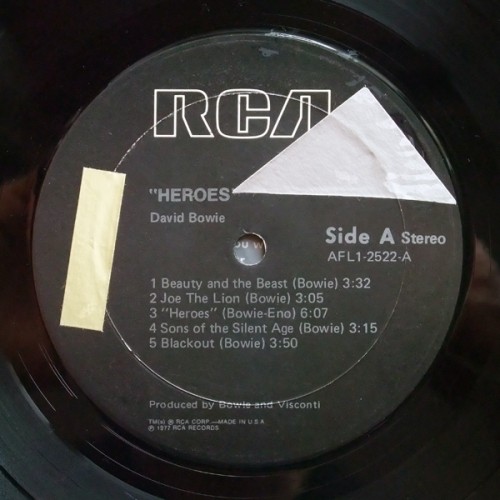 RCA
"HEROES"
David Bowie
Side A Stereo
AFL1-2522-A
1 Beauty and the Beast (Bowie) 3:32
2 Joe The Lion (Bowie) 3:05
3 "Heroes" (Bowie-Eno) 6:07
4 Sons of the Silent Age (Bowie) 3:15
5 Blackout (Bowie) 3:50
Produced by Bowie and Visconti
TM(s) ® RCA CORP.—MADE IN U.S.A.
℗ 1977 RCA RECORDS